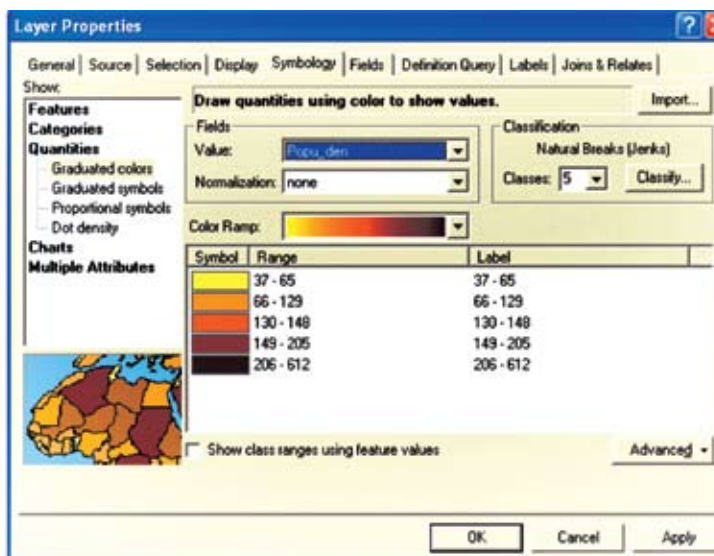 Layer Properties
?
General | Source | Selection | Display | Symbology | Fields | Definition Query | Labels | Joins & Relates |
Show:
Features
Categories
Quantities
Graduated colors
Graduated symbols
Proportional symbols
Dot density
Charts
Multiple Attributes
Draw quantities using color to show values.
Import...
Fields
Value: Popu_den
Normalization: none
Classification
Natural Breaks (Jenks)
Classes: 5 Classify...
Color Ramp:
Symbol Range Label
37 - 65 37 - 65
66 - 129 66 - 129
130 - 148 130 - 148
149 - 205 149 - 205
206 - 612 206 - 612
Show class ranges using feature values
Advanced
OK Cancel Apply